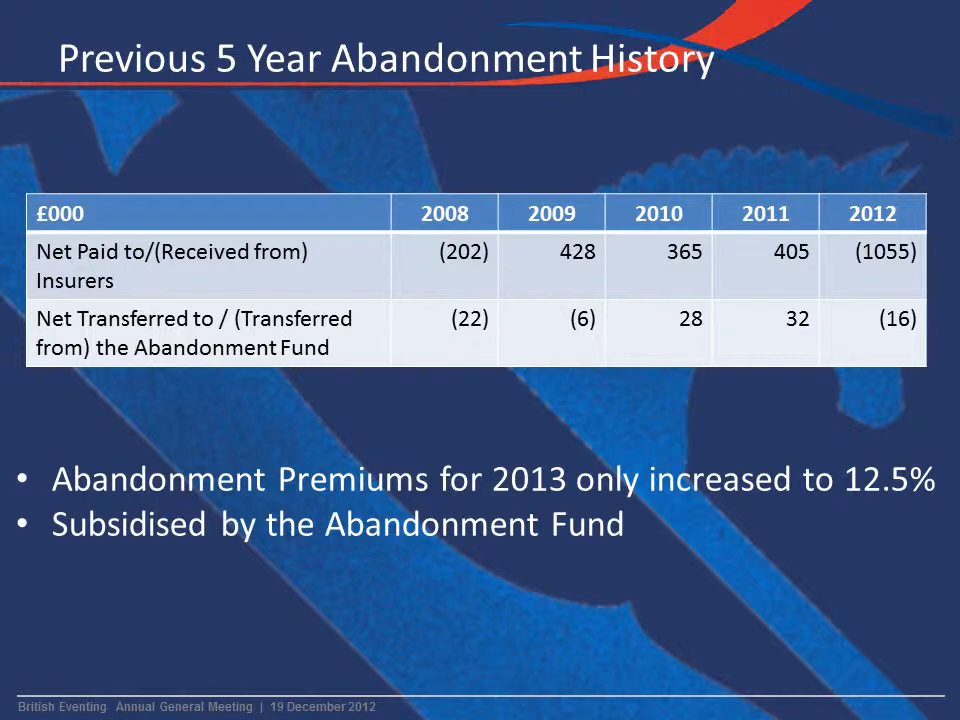 Previous 5 Year Abandonment History
£000 2008 2009 2010 2011 2012
Net Paid to/(Received from) (202) 428 365 405 (1055)
Insurers
Net Transferred to / (Transferred (22) (6) 28 32 (16)
from) the Abandonment Fund
• Abandonment Premiums for 2013 only increased to 12.5%
• Subsidised by the Abandonment Fund
British Eventing Annual General Meeting | 19 December 2012